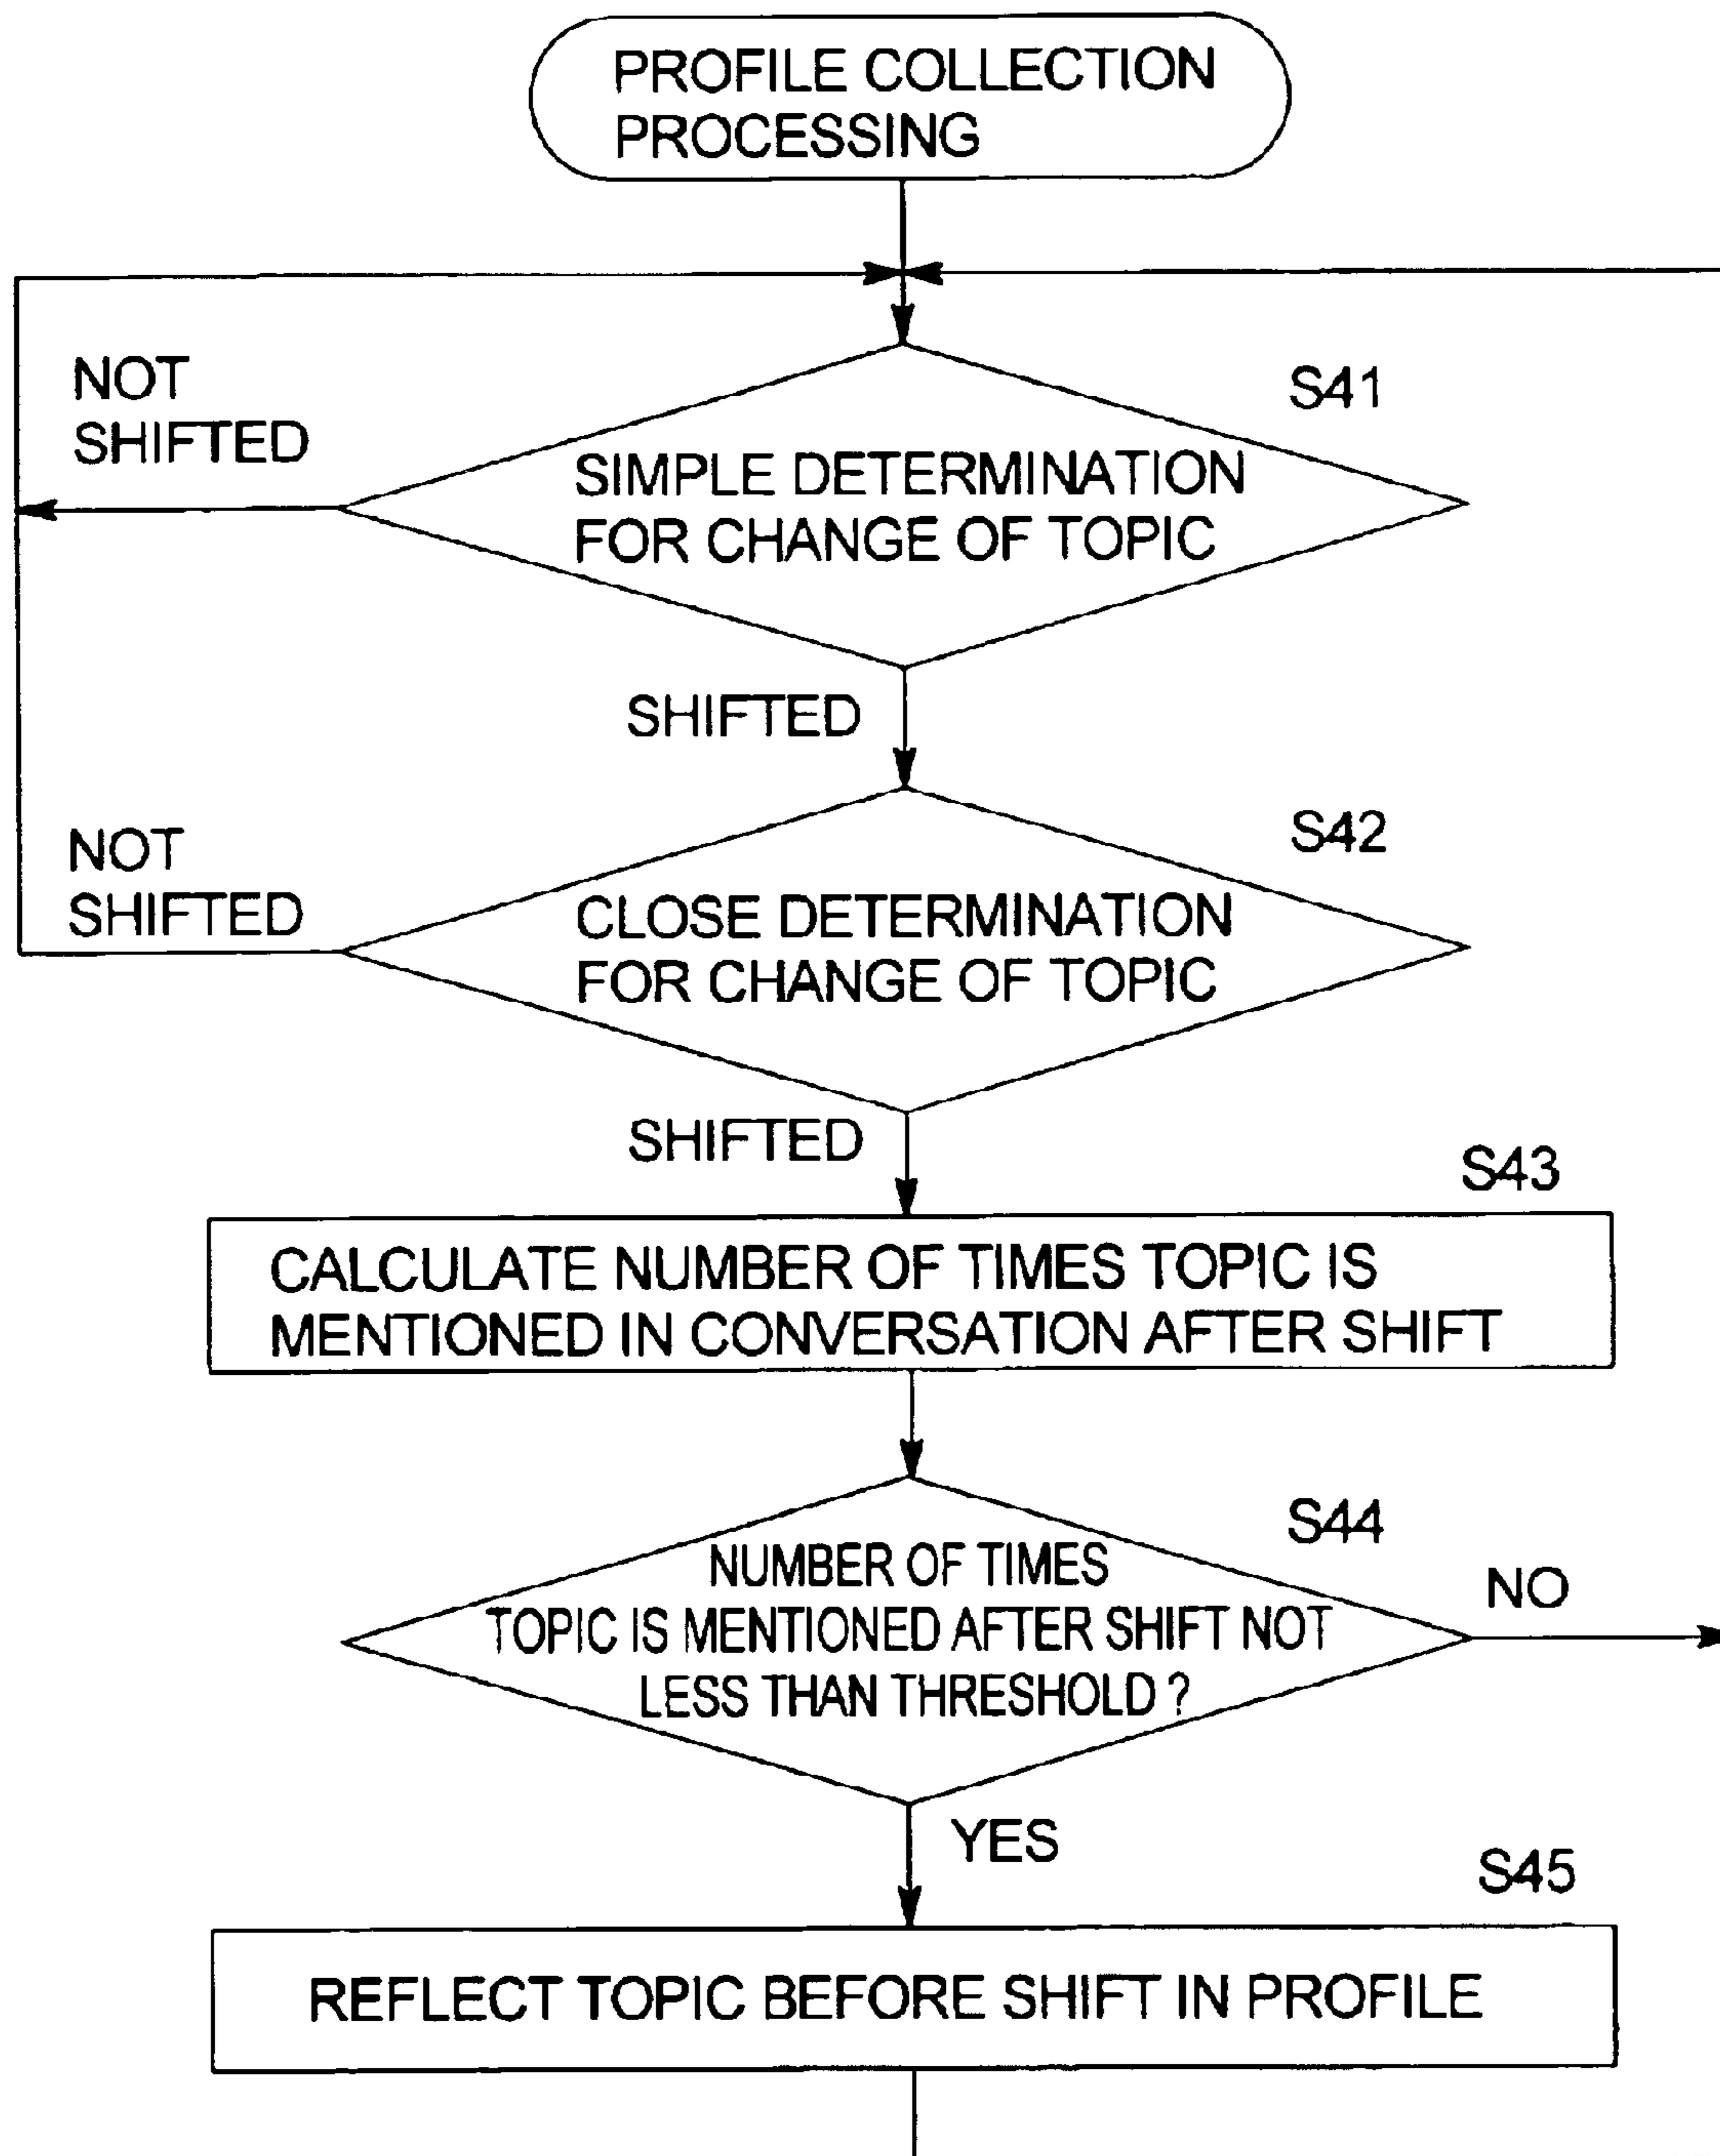 PROFILE COLLECTION
PROCESSING
NOT
SHIFTED
S41
SIMPLE DETERMINATION
FOR CHANGE OF TOPIC
SHIFTED
NOT
SHIFTED
S42
CLOSE DETERMINATION
FOR CHANGE OF TOPIC
SHIFTED
S43
CALCULATE NUMBER OF TIMES TOPIC IS
MENTIONED IN CONVERSATION AFTER SHIFT
S44
NUMBER OF TIMES
TOPIC IS MENTIONED AFTER SHIFT NOT
LESS THAN THRESHOLD ?
NO
YES
S45
REFLECT TOPIC BEFORE SHIFT IN PROFILE